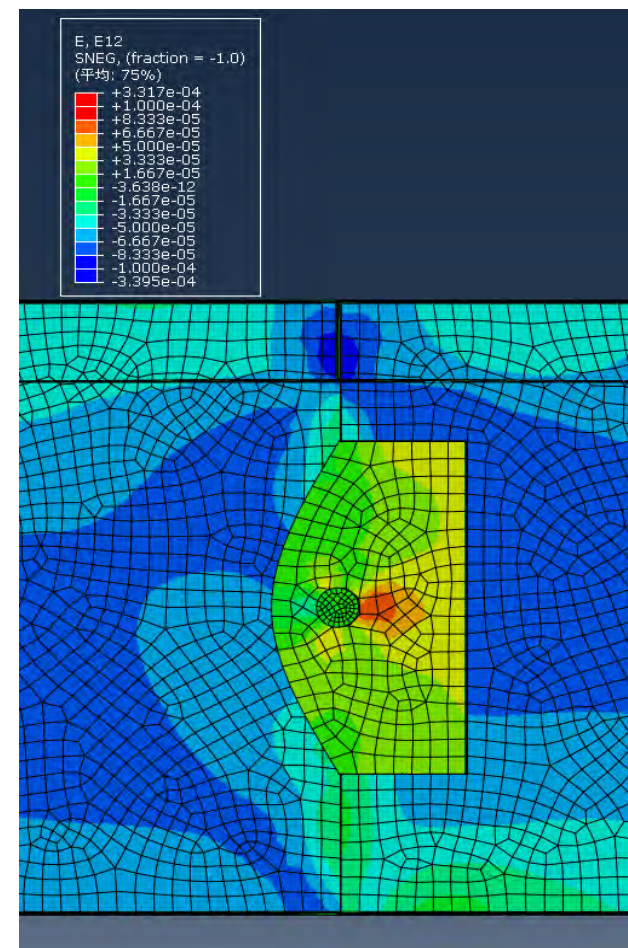 E, E12
SNEG, (fraction = -1.0)
(平均: 75%)
+3.317e-04
+1.000e-04
+8.333e-05
+6.667e-05
+5.000e-05
+3.333e-05
+1.667e-05
-3.638e-12
-1.667e-05
-3.333e-05
-5.000e-05
-6.667e-05
-8.333e-05
-1.000e-04
-3.395e-04